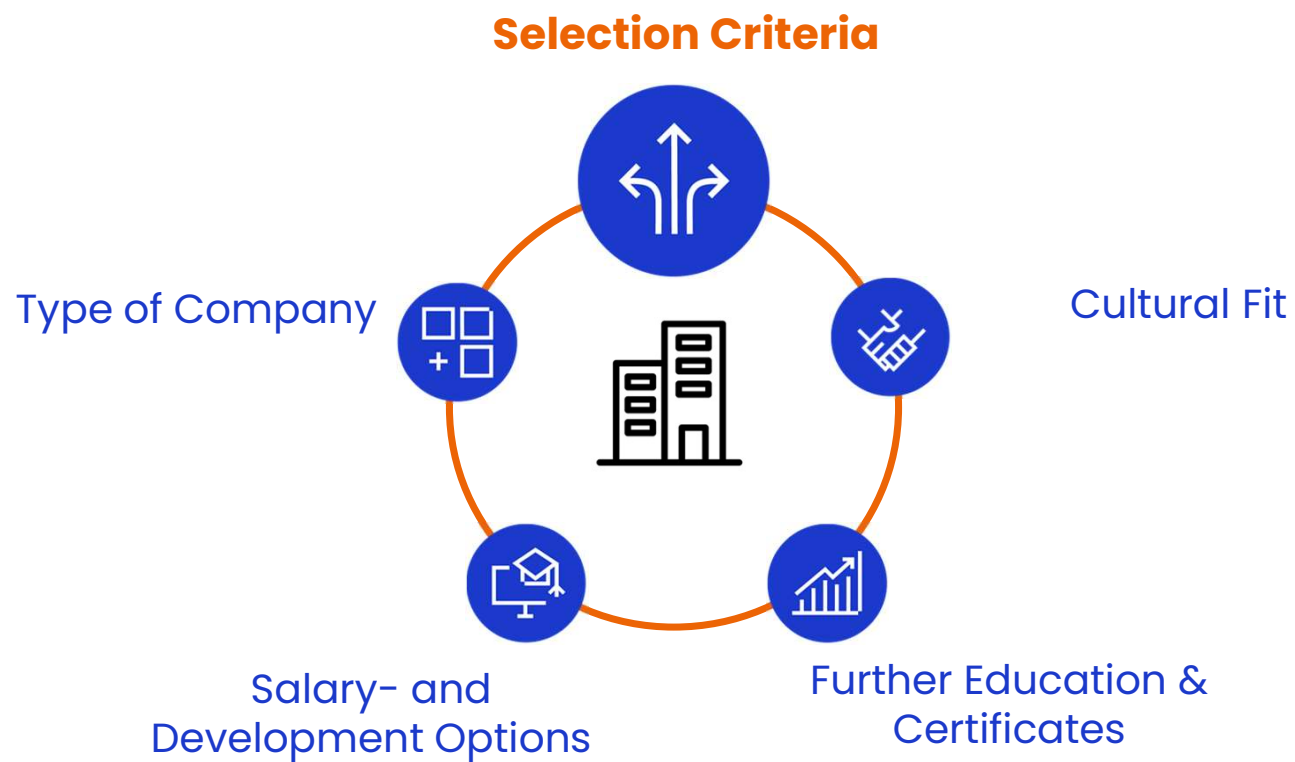 Selection Criteria
Type of Company
Cultural Fit
Salary- and
Development Options
Further Education &
Certificates